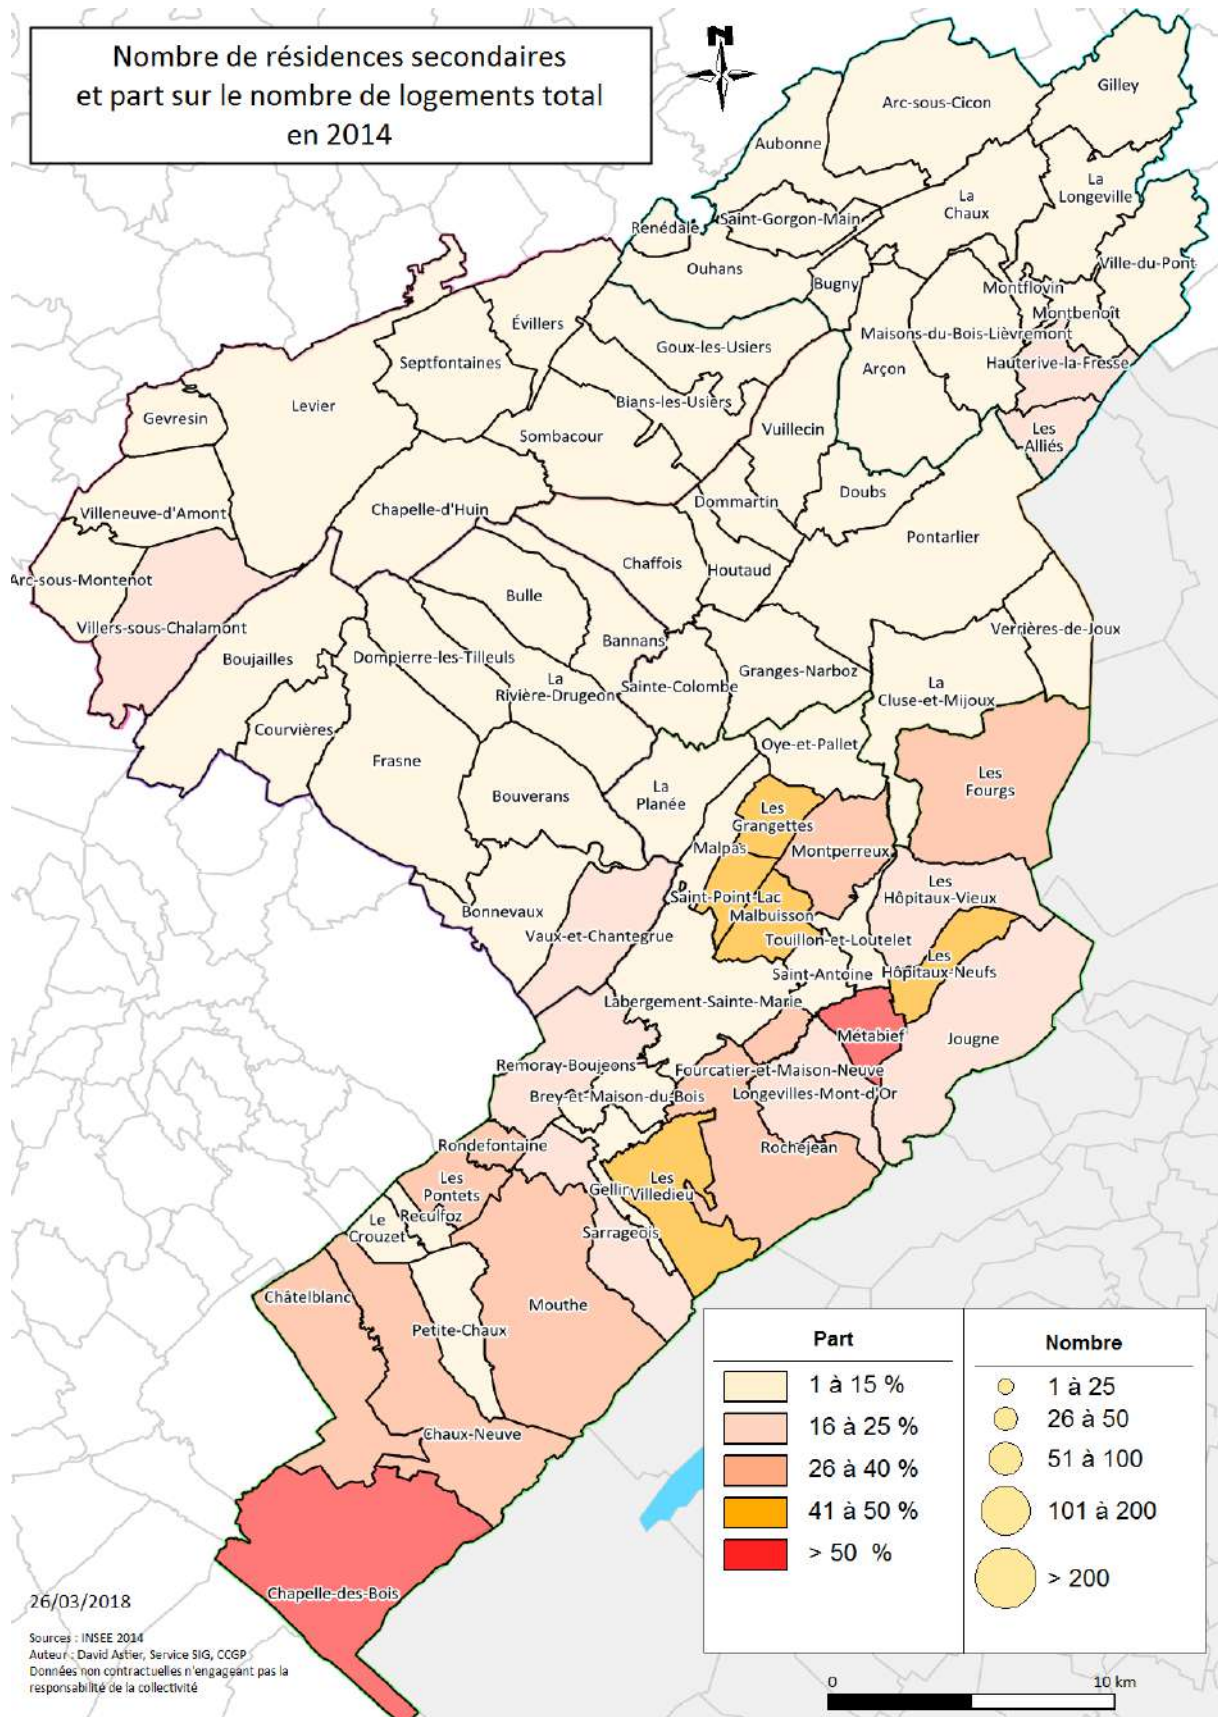 Nombre de résidences secondaires
et part sur le nombre de logements total
en 2014
N
Gilley
Arc-sous-Cicon
Aubonne
La
Longeville
La
Chaux
Saint-Gorgon-Main
Renédale
Ville-du-Pont
Ouhans
Bugny
Montflovin
Montbenoît
Évillers
Maisons-du-Bois-Lièvremont
Goux-les-Usiers
Septfontaines
Hauterive-la-Fresse
Arçon
Levier
Bians-les-Usiers
Gevresin
Vuillecin
Les
Alliés
Sombacour
Doubs
Dommartin
Chapelle-d'Huin
Villeneuve-d'Amont
Pontarlier
Chaffois
Houtaud
Arc-sous-Montenot
Bulle
Villers-sous-Chalamont
Verrières-de-Joux
Bannans
Boujailles
Dompierre-les-Tilleuls
Granges-Narboz
La
Rivière-Drugeon
Sainte-Colombe
La
Cluse-et-Mijoux
Courvières
Oye-et-Pallet
Frasne
Les
Fourgs
La
Planée
Bouverans
Les
Grangettes
Malpas
Montperreux
Les
Hôpitaux-Vieux
Saint-Point-Lac
Bonnevaux
Malbuisson
Vaux-et-Chantegrue
Touillon-et-Loutelet
Les
Hôpitaux-Neufs
Saint-Antoine
Labergement-Sainte-Marie
Métabief
Jougne
Remoray-Boujeons
Fourcatier-et-Maison-Neuve
Brey-et-Maison-du-Bois
Longevilles-Mont-d'Or
Rondefontaine
Rochejean
Les
Pontets
Les
Villedieu
Gellin
Reculfoz
Le
Crouzet
Sarrageois
Châtelblanc
Mouthe
Petite-Chaux
Chaux-Neuve
Chapelle-des-Bois
Part
1 à 15 %
16 à 25 %
26 à 40 %
41 à 50 %
> 50 %
Nombre
1 à 25
26 à 50
51 à 100
101 à 200
> 200
26/03/2018
Sources : INSEE 2014
Auteur : David Astier, Service SIG, CCGP
Données non contractuelles n'engageant pas la
responsabilité de la collectivité
0 10 km